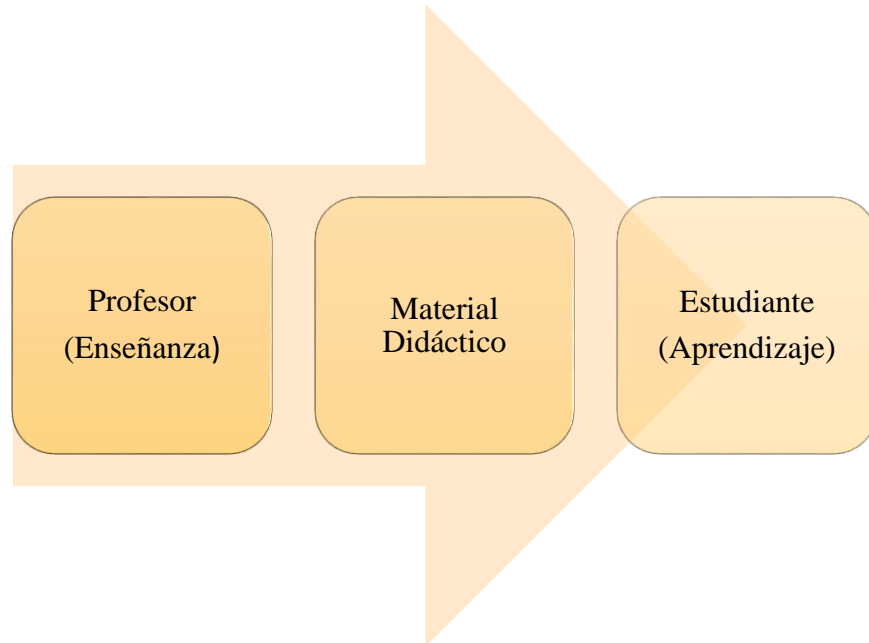 Profesor
(Enseñanza)
Material
Didáctico
Estudiante
(Aprendizaje)